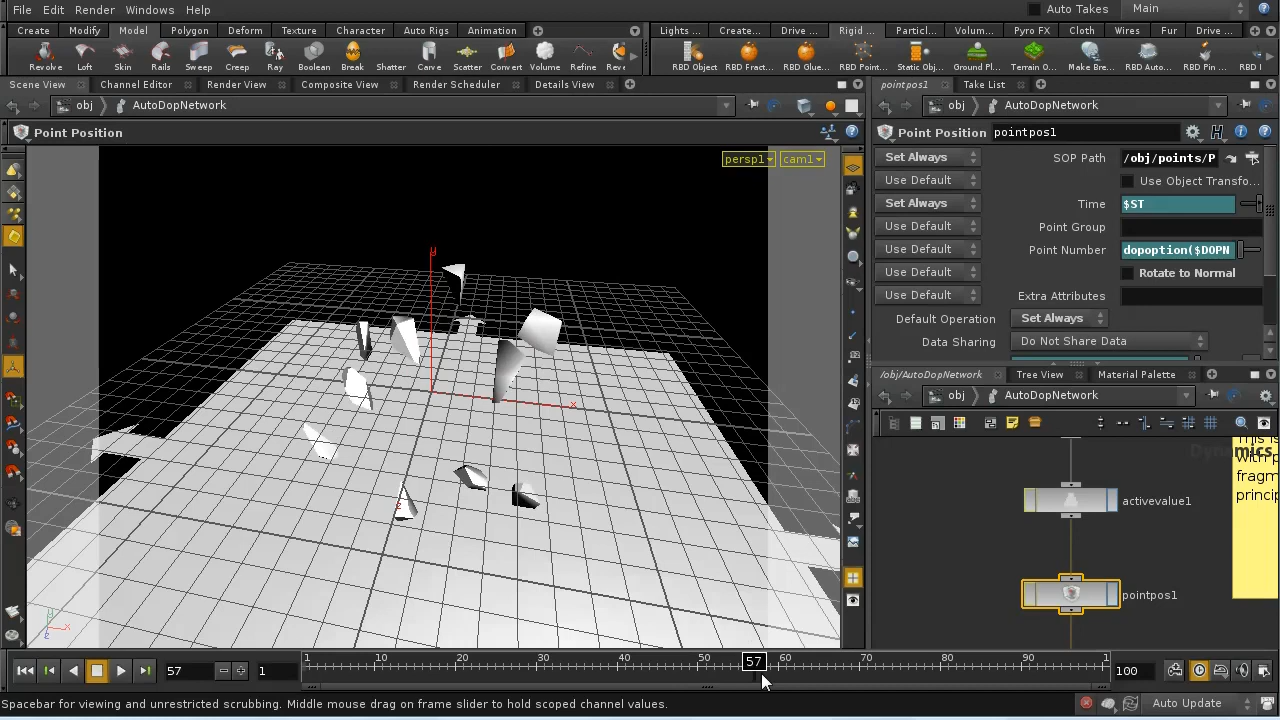 File Edit Render Windows Help Auto Takes Main
Create Modify Model Polygon Deform Texture Character Auto Rigs Animation Lights ... Create... Drive ... Rigid ... Particl... Volum... Pyro FX Cloth Wires Fur Drive ...
Revolve Loft Skin Rails Sweep Creep Ray Boolean Break Shatter Carve Scatter Convert Volume Refine RBD Object RBD Fract... RBD Glue... RBD Point... Static Obj... Ground Pl... Terrain O... Make Bre... RBD Auto... RBD Pin ... RBD I
Scene View Channel Editor Render View Composite View Render Scheduler Details View
obj AutoDopNetwork
Point Position
persp1 cam1
pointpos1 Take List
obj AutoDopNetwork
Point Position pointpos1
Set Always SOP Path /obj/points/P
Use Default Use Object Transfo...
Set Always Time $ST
Use Default Point Group
Use Default Point Number dopoption($DOPN
Use Default Rotate to Normal
Use Default Extra Attributes
Default Operation Set Always
Data Sharing Do Not Share Data
/obj/AutoDopNetwork Tree View Material Palette
obj AutoDopNetwork
Dynamics
With p
fragm
princip
activevalue1
pointpos1
y
x
z
y
x
z
57 1 1 10 20 30 40 50 57 60 70 80 90 1 100
Spacebar for viewing and unrestricted scrubbing. Middle mouse drag on frame slider to hold scoped channel values. Auto Update